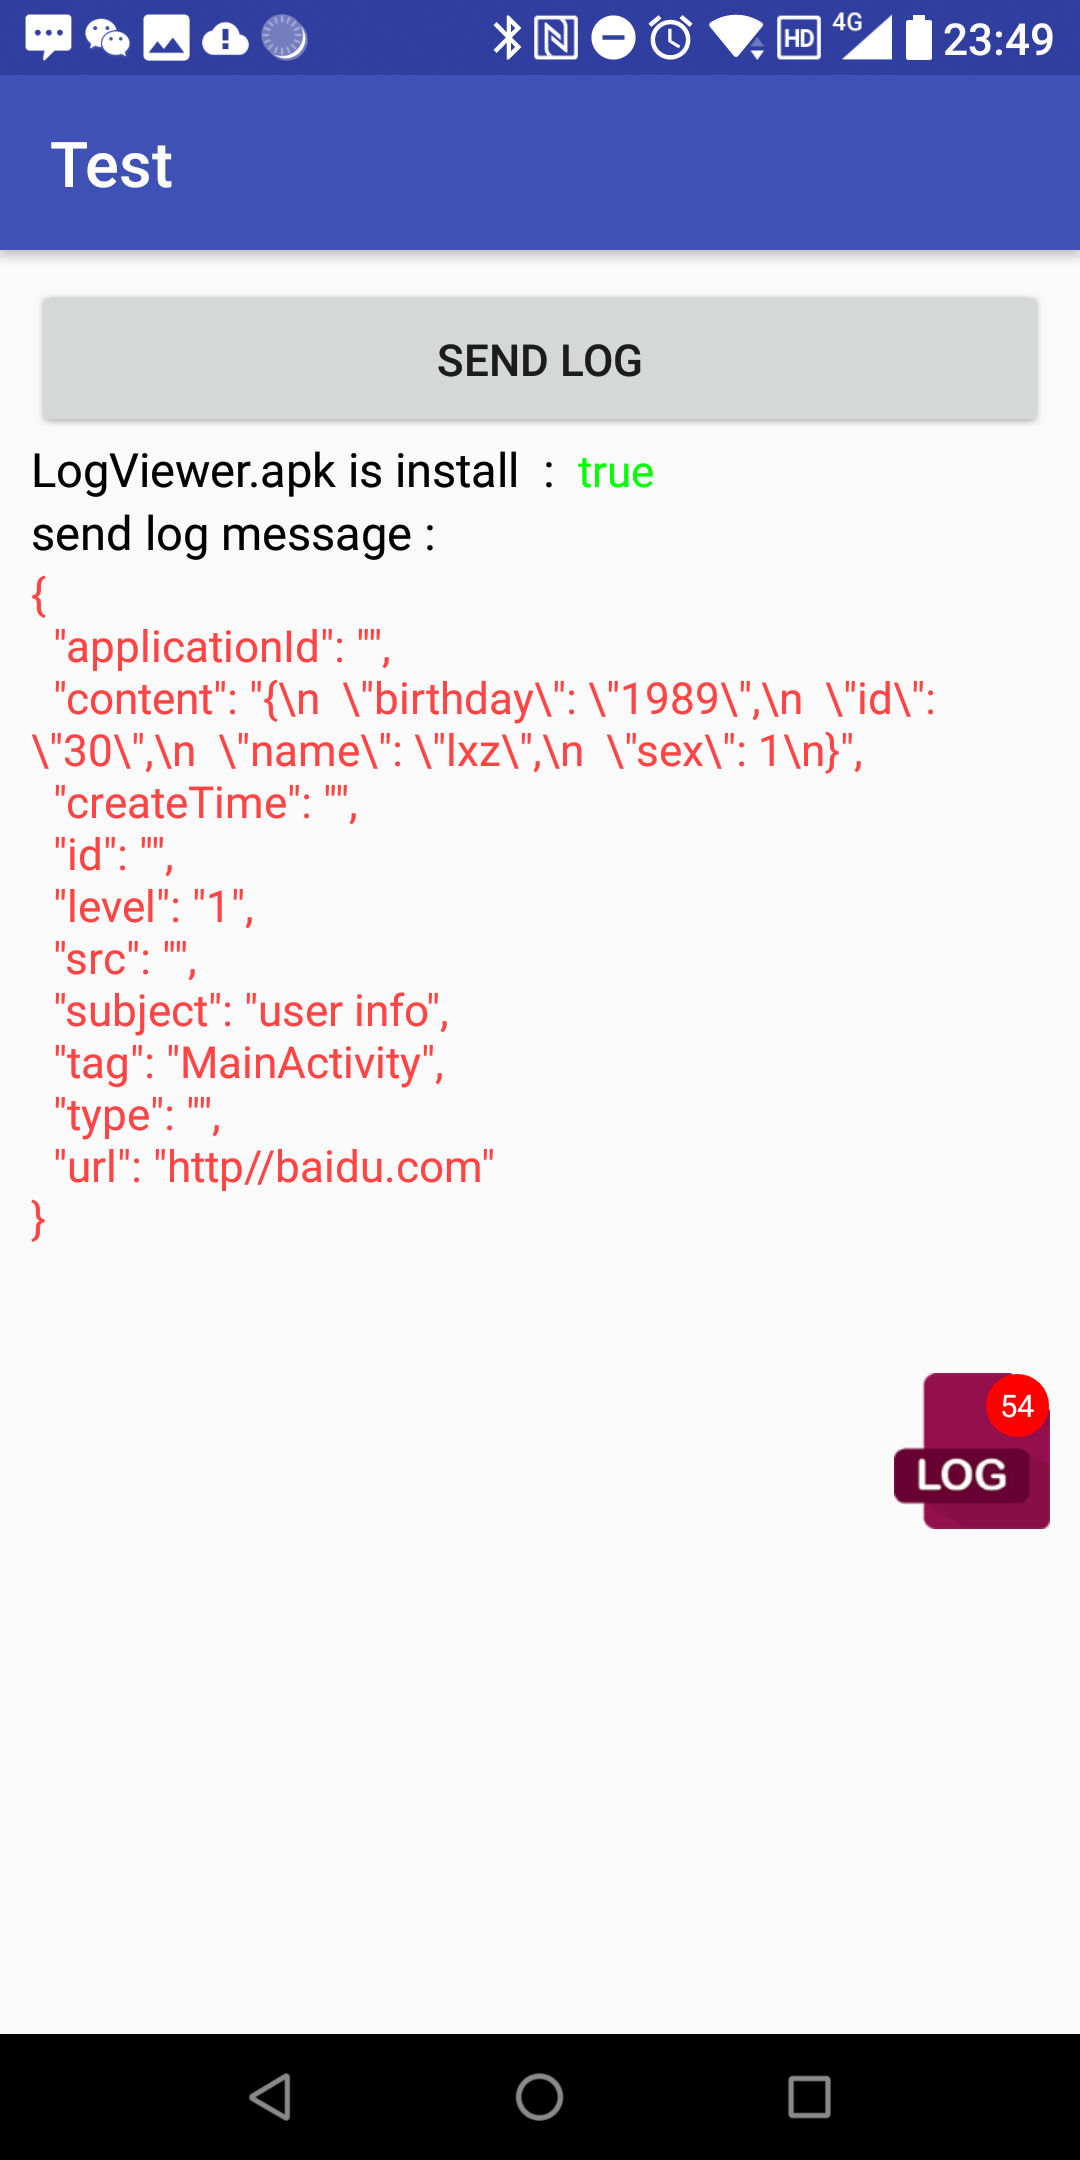 HD 4G 23:49
Test
SEND LOG
LogViewer.apk is install : true
send log message :
{
"applicationId": "",
"content": "{\n \"birthday\": \"1989\",\n \"id\":
\"30\",\n \"name\": \"lxz\",\n \"sex\": 1\n}",
"createTime": "",
"id": "",
"level": "1",
"src": "",
"subject": "user info",
"tag": "MainActivity",
"type": "",
"url": "http//baidu.com"
}
54
LOG